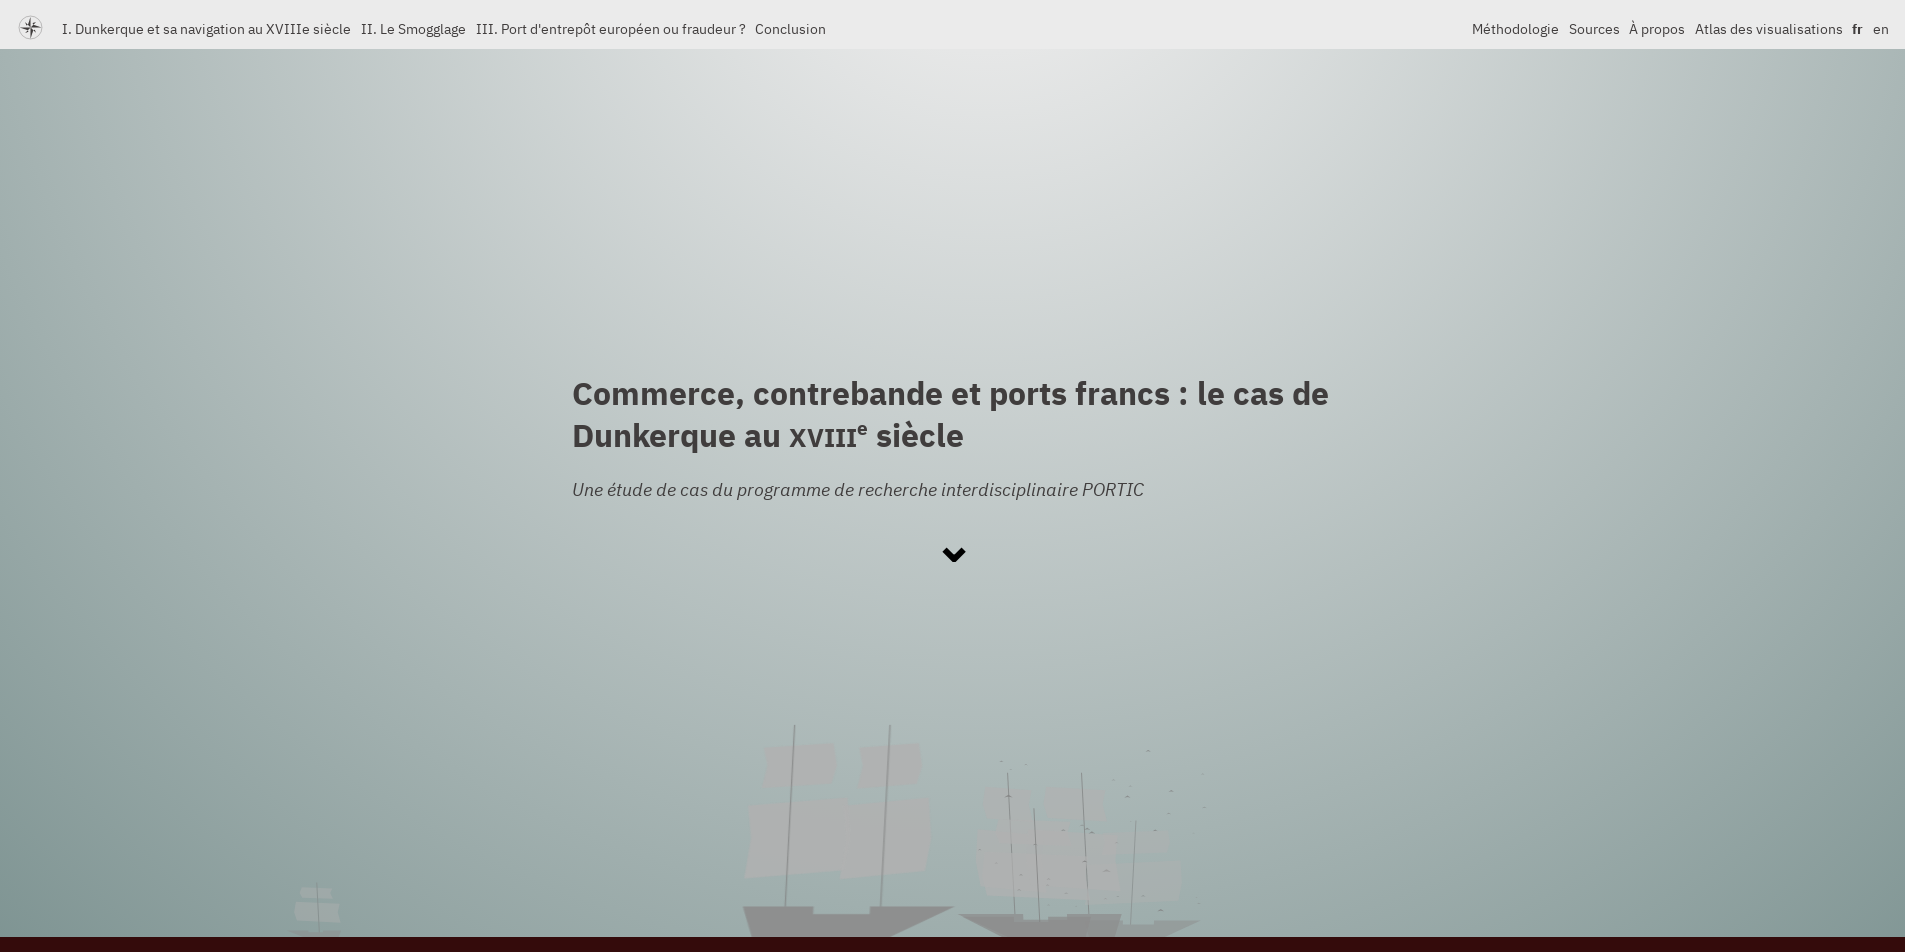 I. Dunkerque et sa navigation au XVIIIe siècle II. Le Smogglage III. Port d'entrepôt européen ou fraudeur ? Conclusion Méthodologie Sources À propos Atlas des visualisations fr en
Commerce, contrebande et ports francs : le cas de
Dunkerque au XVIIIe siècle
Une étude de cas du programme de recherche interdisciplinaire PORTIC